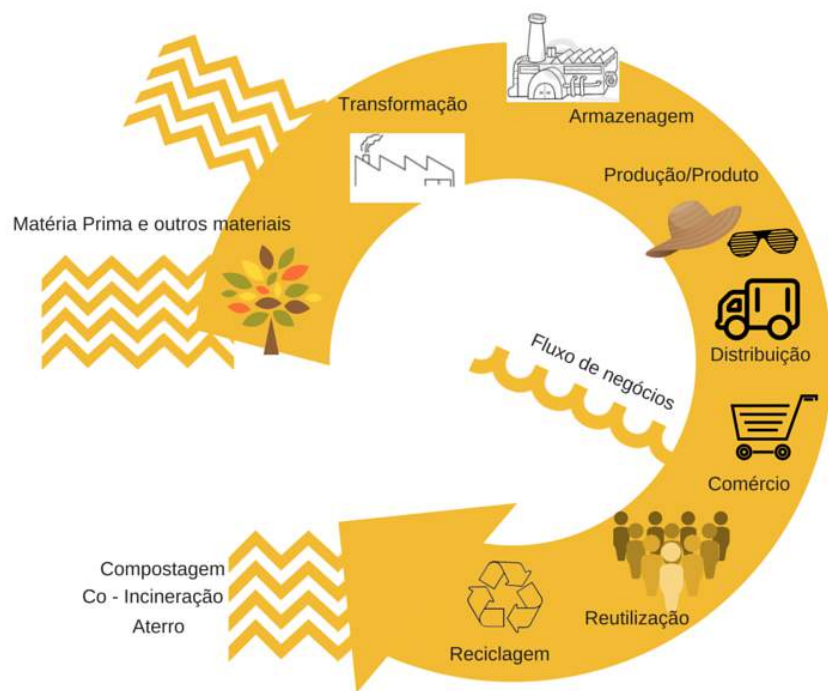 Transformação
Armazenagem
Produção/Produto
Matéria Prima e outros materiais
Distribuição
Fluxo de negócios
Comércio
Compostagem
Co - Incineração
Aterro
Reutilização
Reciclagem